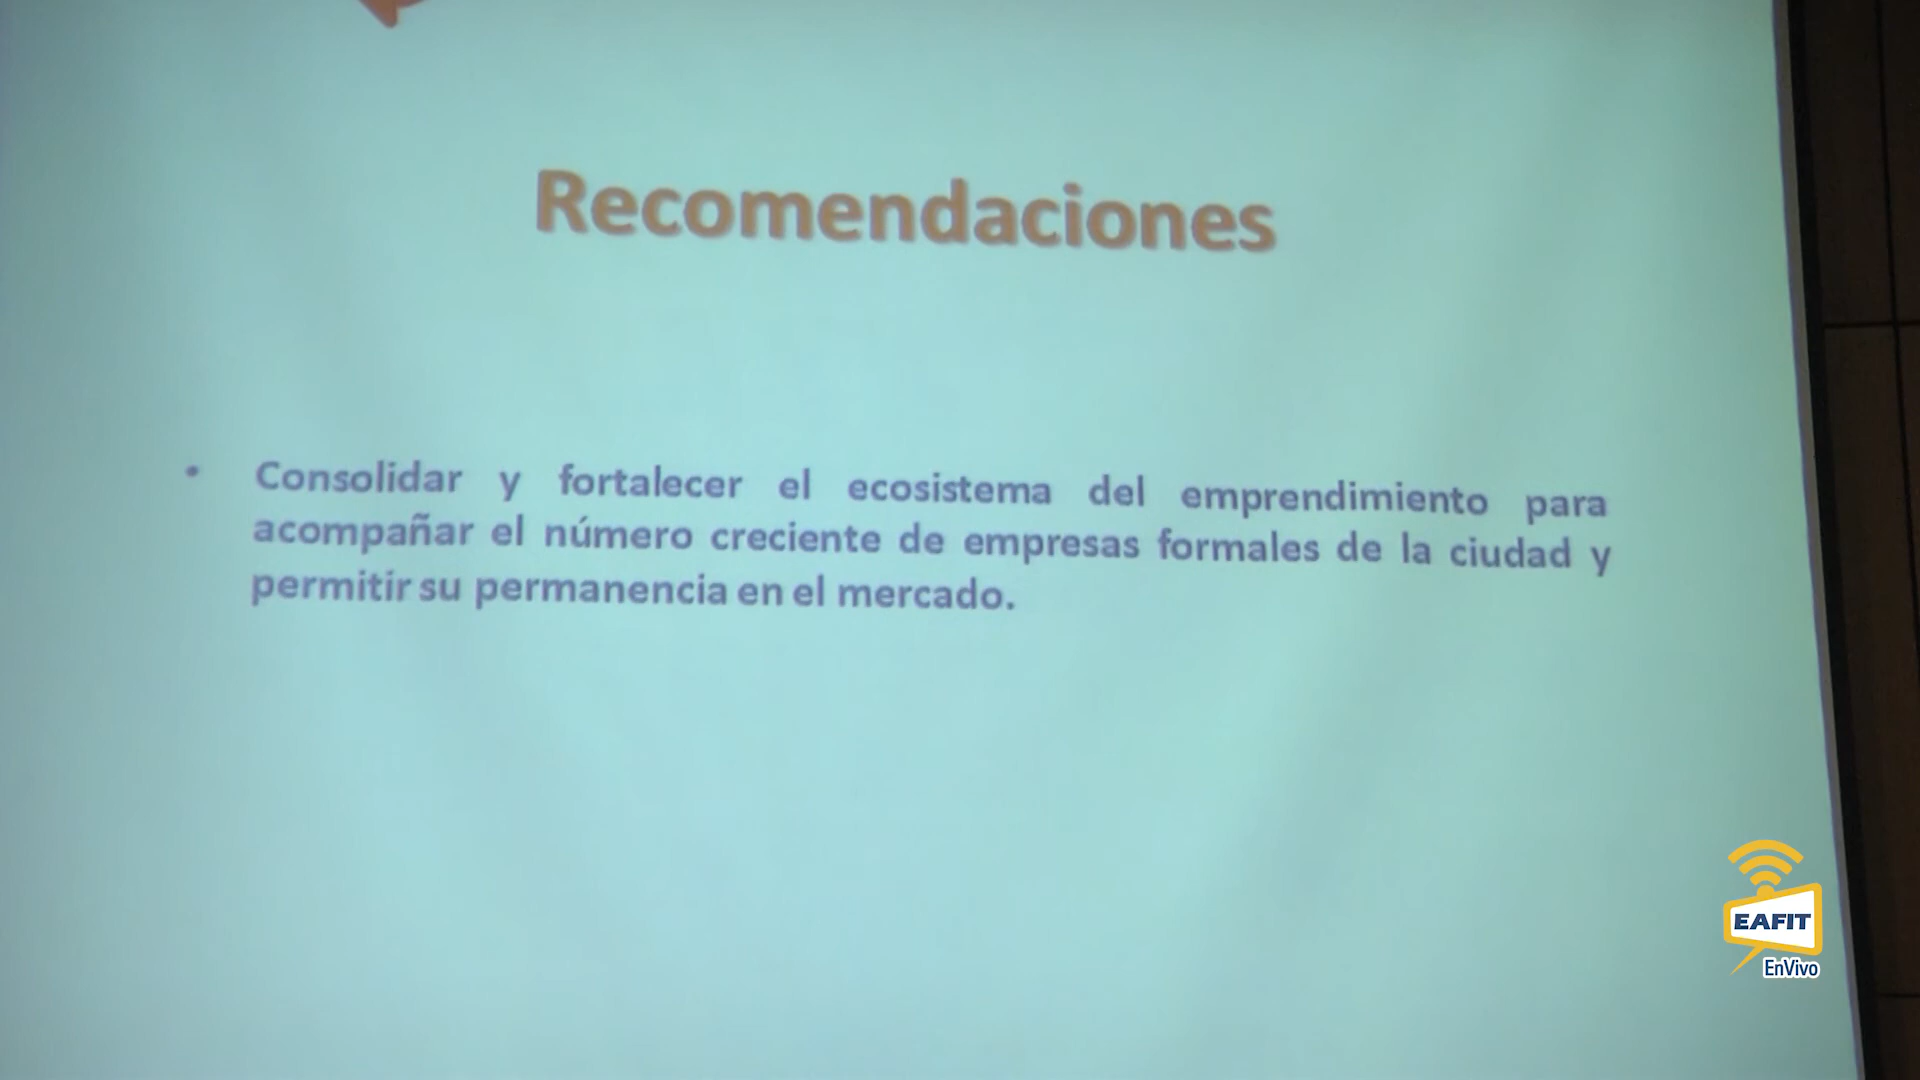 Recomendaciones
• Consolidar y fortalecer el ecosistema del emprendimiento para
acompañar el número creciente de empresas formales de la ciudad y
permitir su permanencia en el mercado.
EAFIT
EnVivo